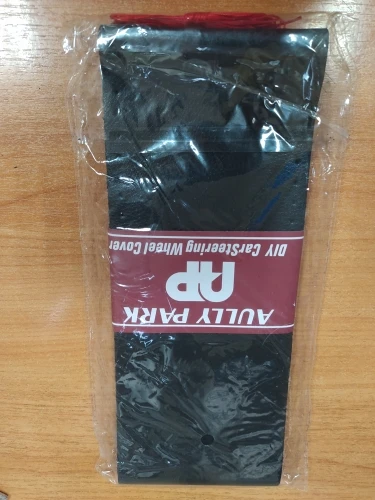 AULLY PARK
AP
DIY CarSteering Wheel Cover